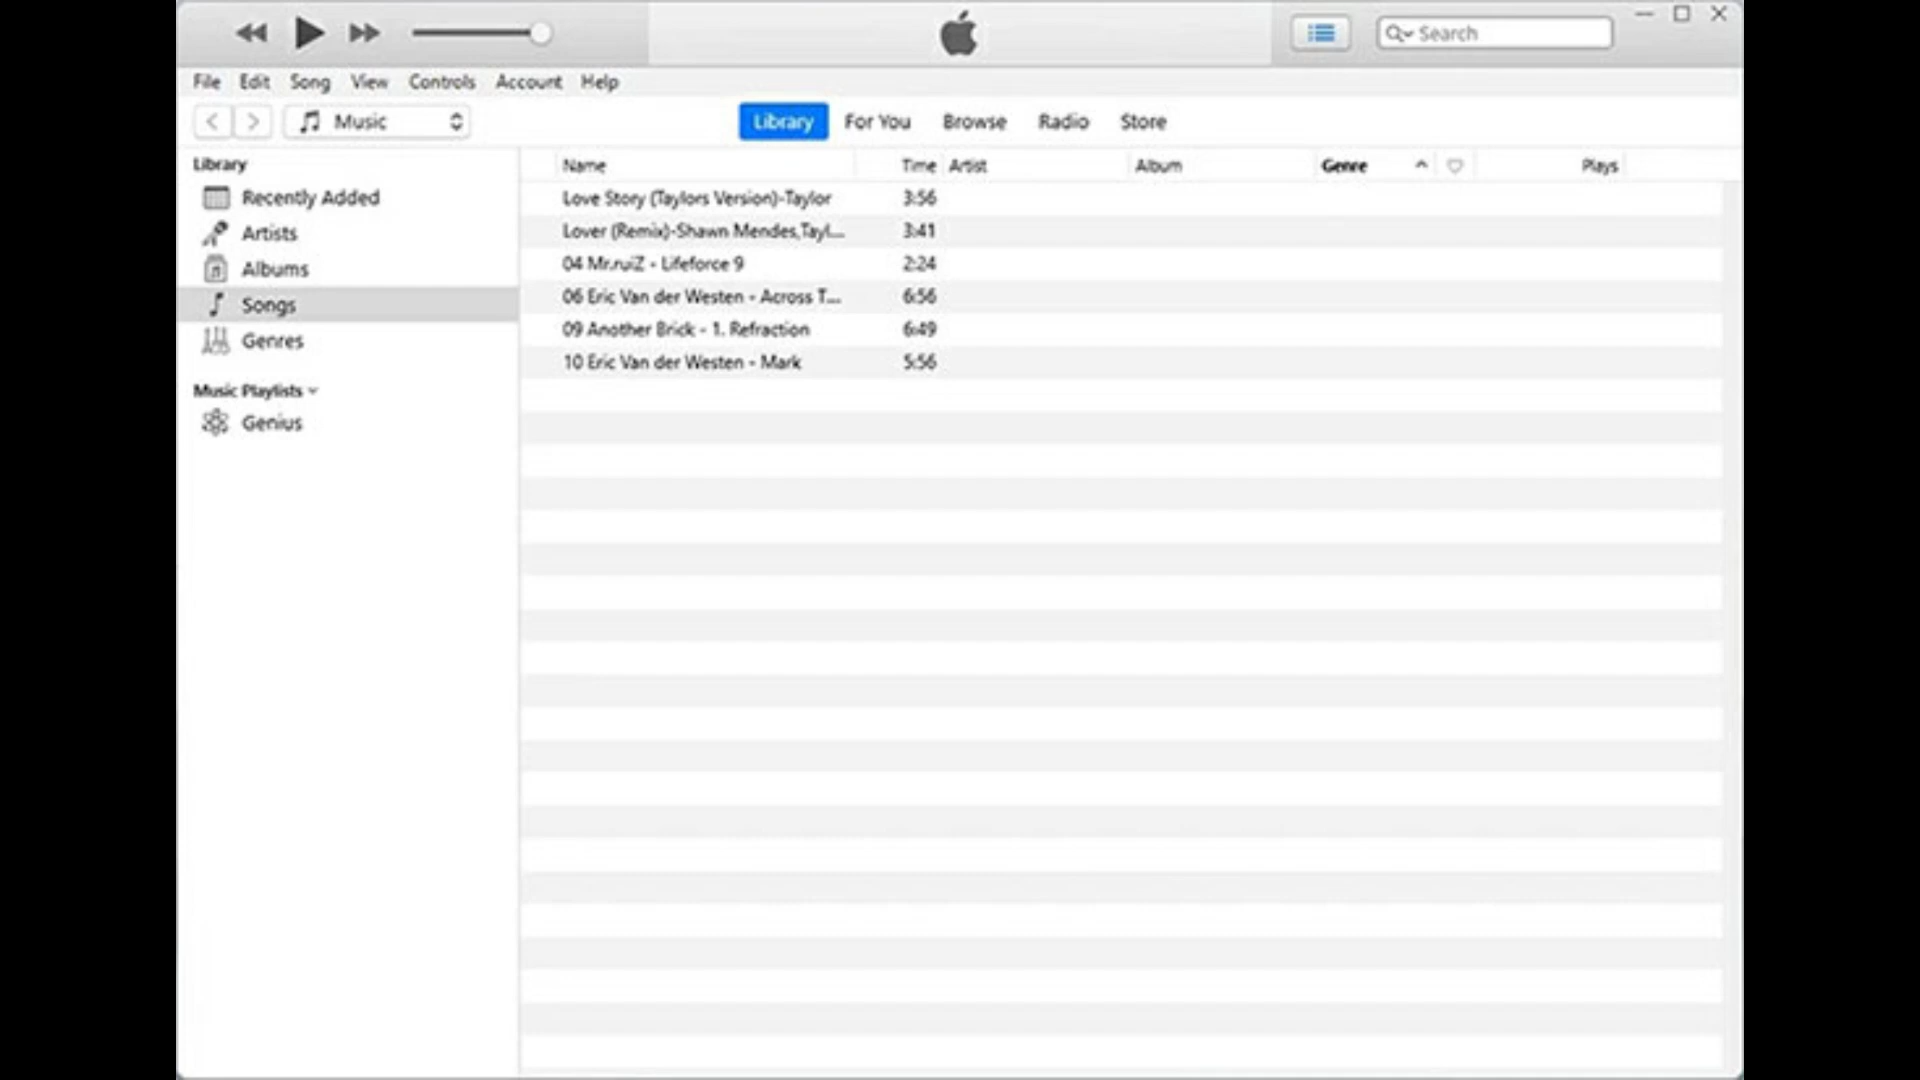 Search
File Edit Song View Controls Account Help
Music Library For You Browse Radio Store
Library
Recently Added
Artists
Albums
Songs
Genres
Music Playlists
Genius
Name Time Artist Album Genre Plays
Love Story (Taylors Version)-Taylor 3:56
Lover (Remix)-Shawn Mendes,Tayl... 3:41
04 Mr.ruiZ - Lifeforce 9 2:24
06 Eric Van der Westen - Across T... 6:56
09 Another Brick - 1. Refraction 6:49
10 Eric Van der Westen - Mark 5:56